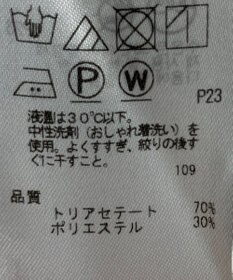 P23
P W
液温は30℃以下。
中性洗剤(おしゃれ着洗い)を
使用。よくすすぎ、絞りの後す
ぐに干すこと。
109
品質
トリアセテート 70%
ポリエステル 30%